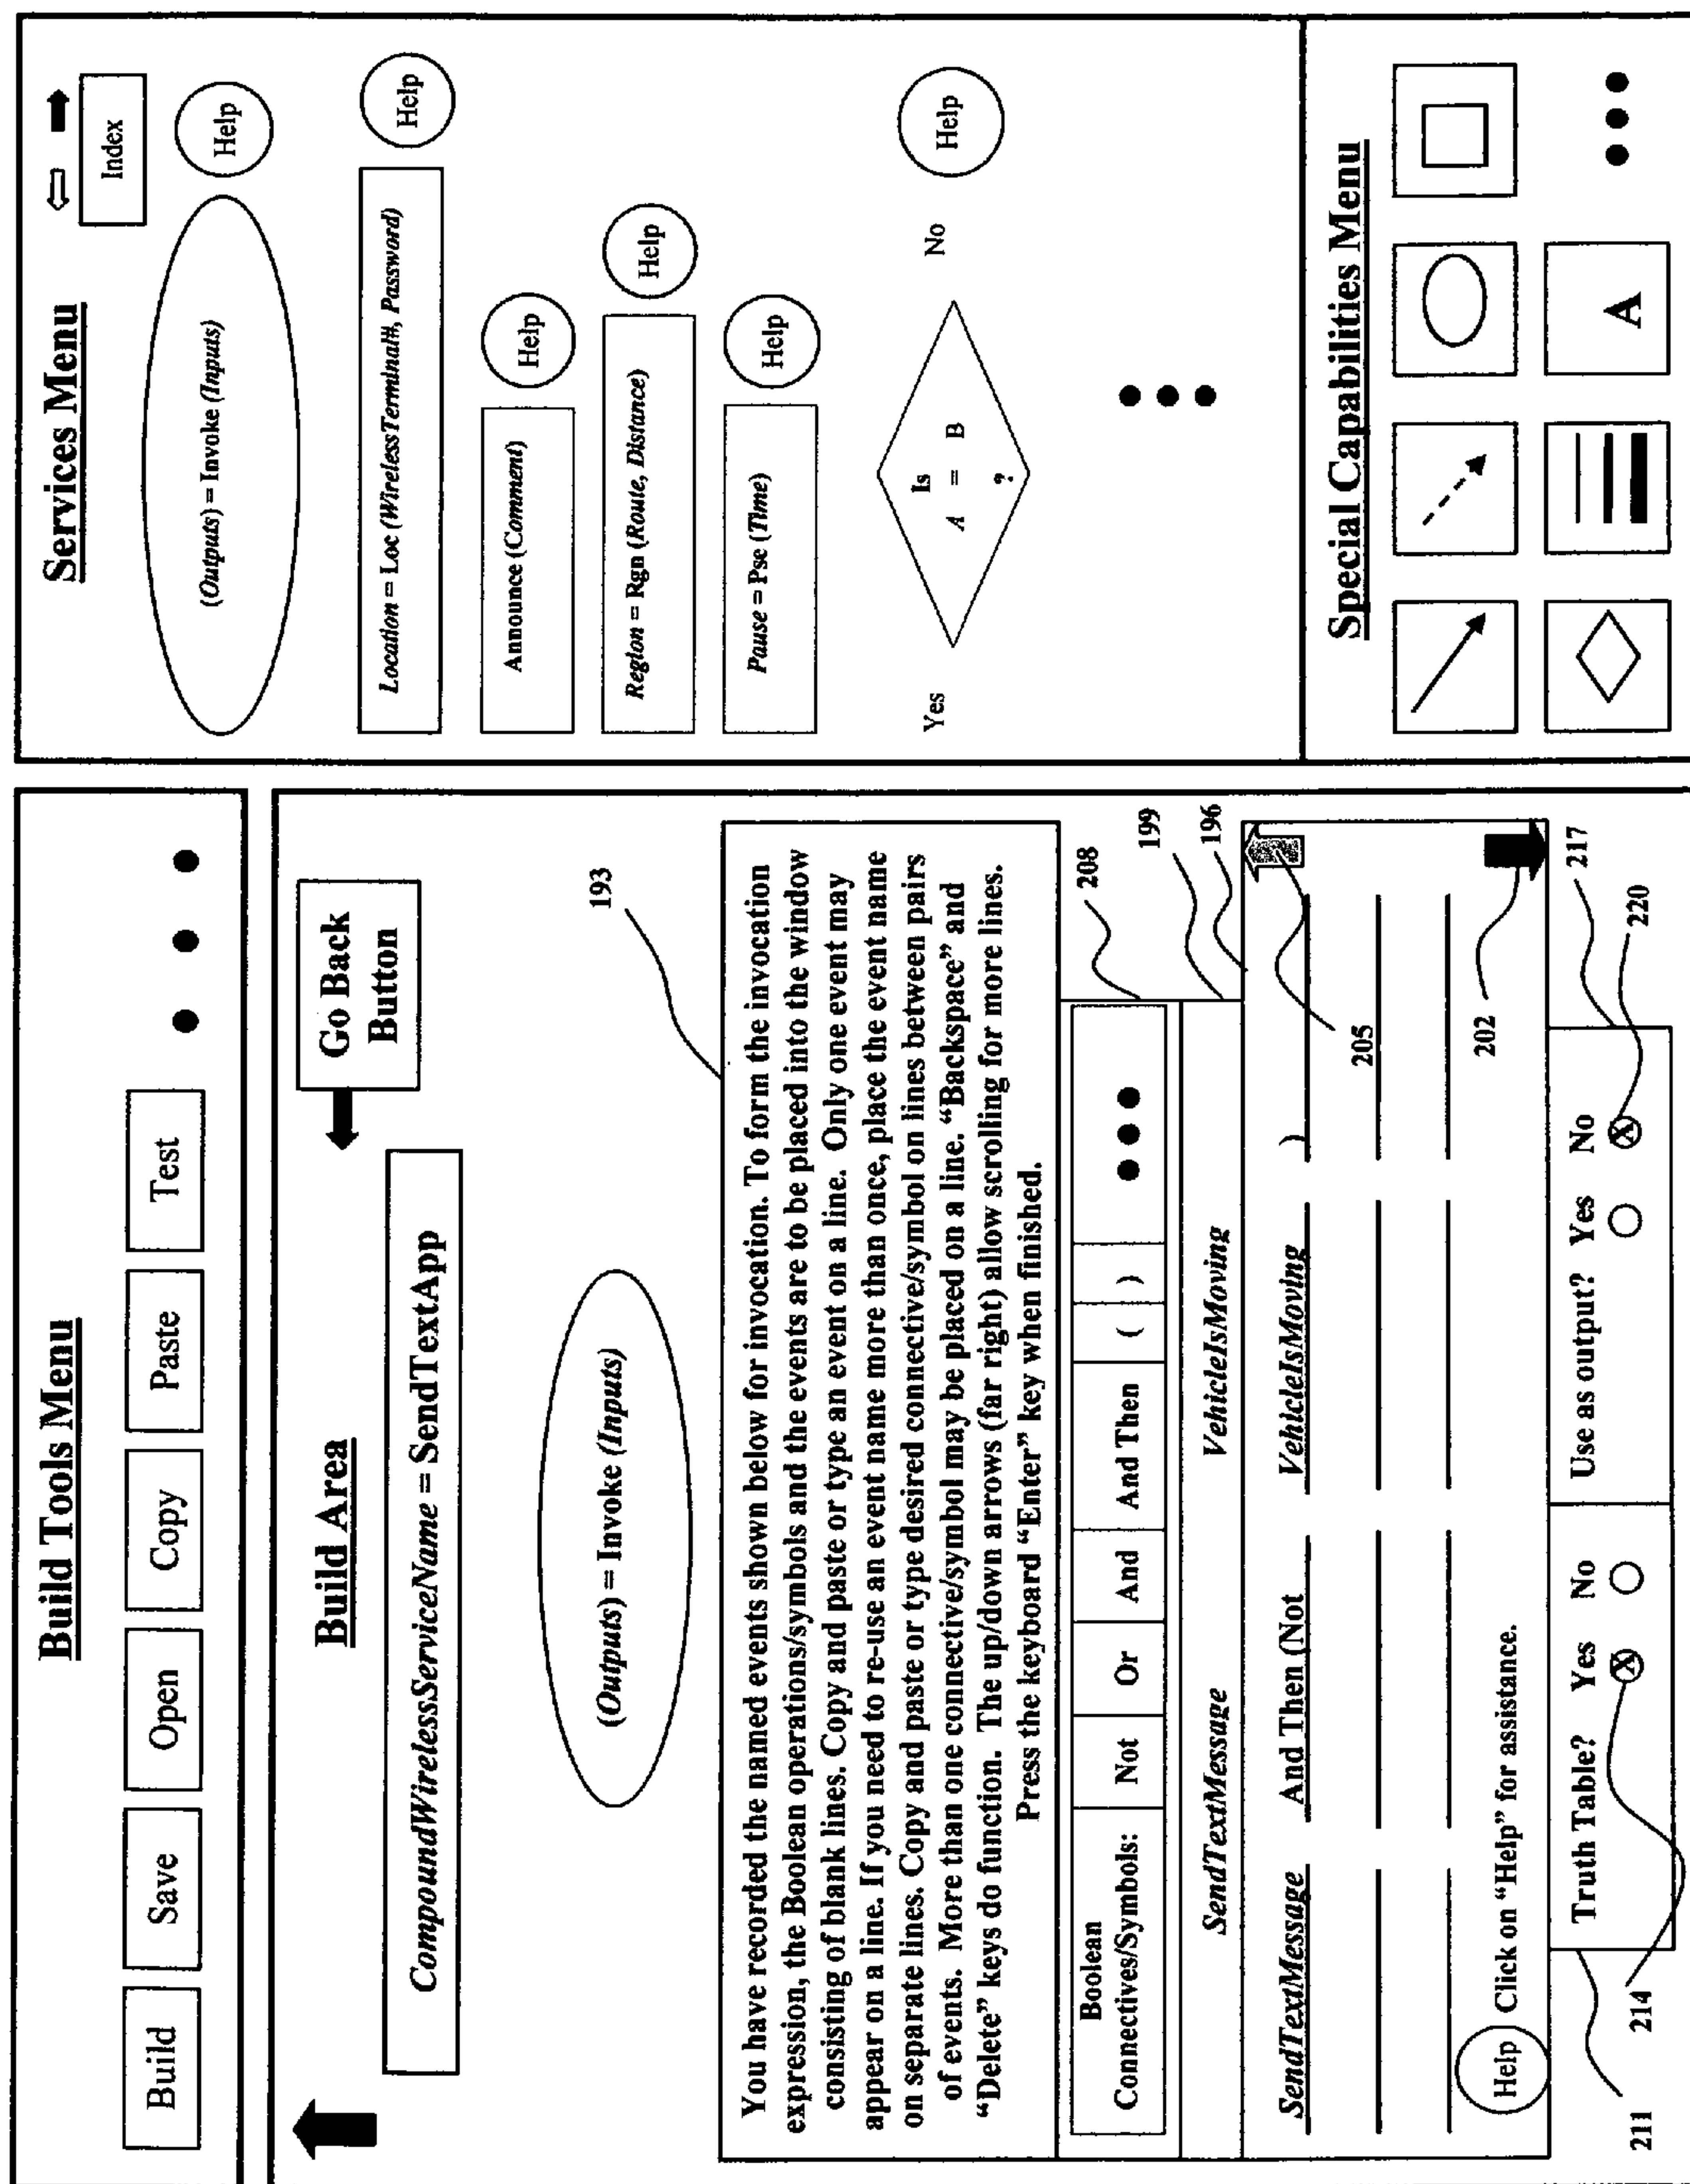 Build Tools Menu
Build
Save
Open
Copy
Paste
Test
Build Area
Go Back
Button
CompoundWirelessServiceName = SendTextApp
(Outputs) = Invoke (Inputs)
193
You have recorded the named events shown below for invocation. To form the invocation
expression, the Boolean operations/symbols and the events are to be placed into the window
consisting of blank lines. Copy and paste or type an event on a line. Only one event may
appear on a line. If you need to re-use an event name more than once, place the event name
on separate lines. Copy and paste or type desired connective/symbol on lines between pairs
of events. More than one connective/symbol may be placed on a line. “Backspace” and
“Delete” keys do function. The up/down arrows (far right) allow scrolling for more lines.
Press the keyboard “Enter” key when finished.
208
Boolean
Connectives/Symbols:
Not
Or
And
And Then
(
)
199
SendTextMessage
VehicleIsMoving
196
SendTextMessage
And Then (Not
VehicleIsMoving
)
205
202
Help
Click on “Help” for assistance.
217
Truth Table? Yes No
X
Use as output? Yes No
X
220
211
214
Services Menu
Index
(Outputs) = Invoke (Inputs)
Help
Location = Loc (WirelessTerminal#, Password)
Help
Announce (Comment)
Help
Region = Rgn (Route, Distance)
Help
Pause = Pse (Time)
Help
Yes
Is
A = B
?
No
Help
Special Capabilities Menu
A